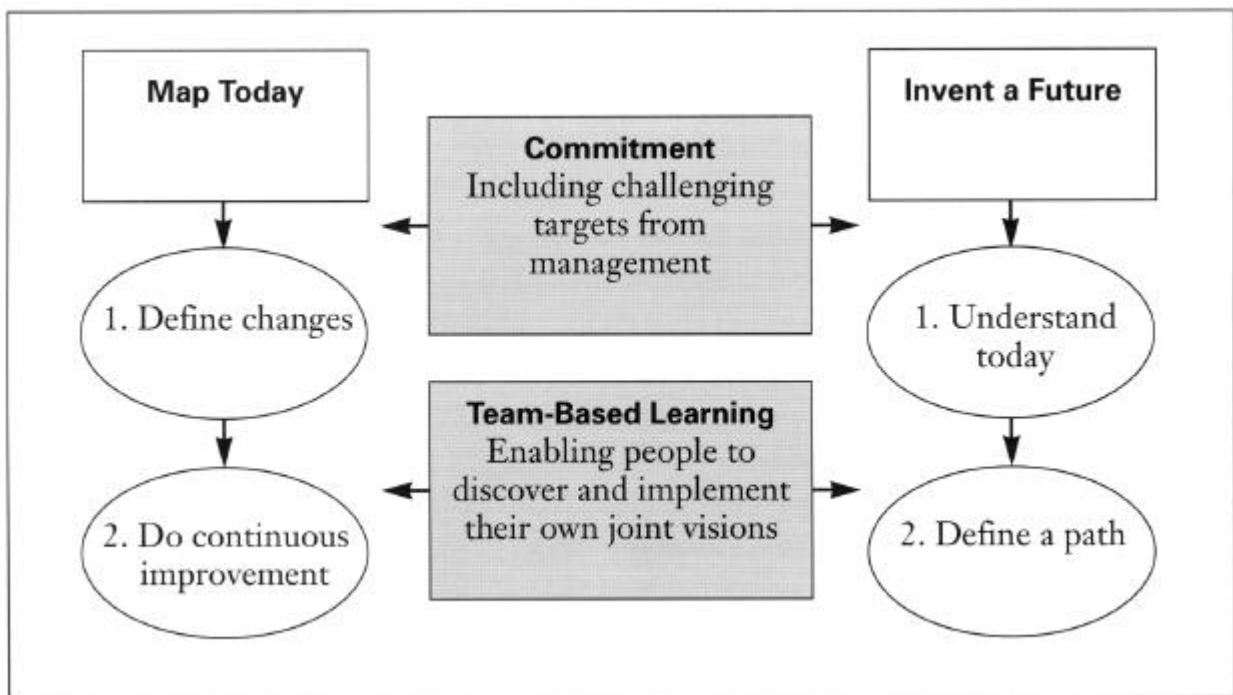 Map Today
1. Define changes
2. Do continuous
improvement
Commitment
Including challenging
targets from
management
Team-Based Learning
Enabling people to
discover and implement
their own joint visions
Invent a Future
1. Understand
today
2. Define a path